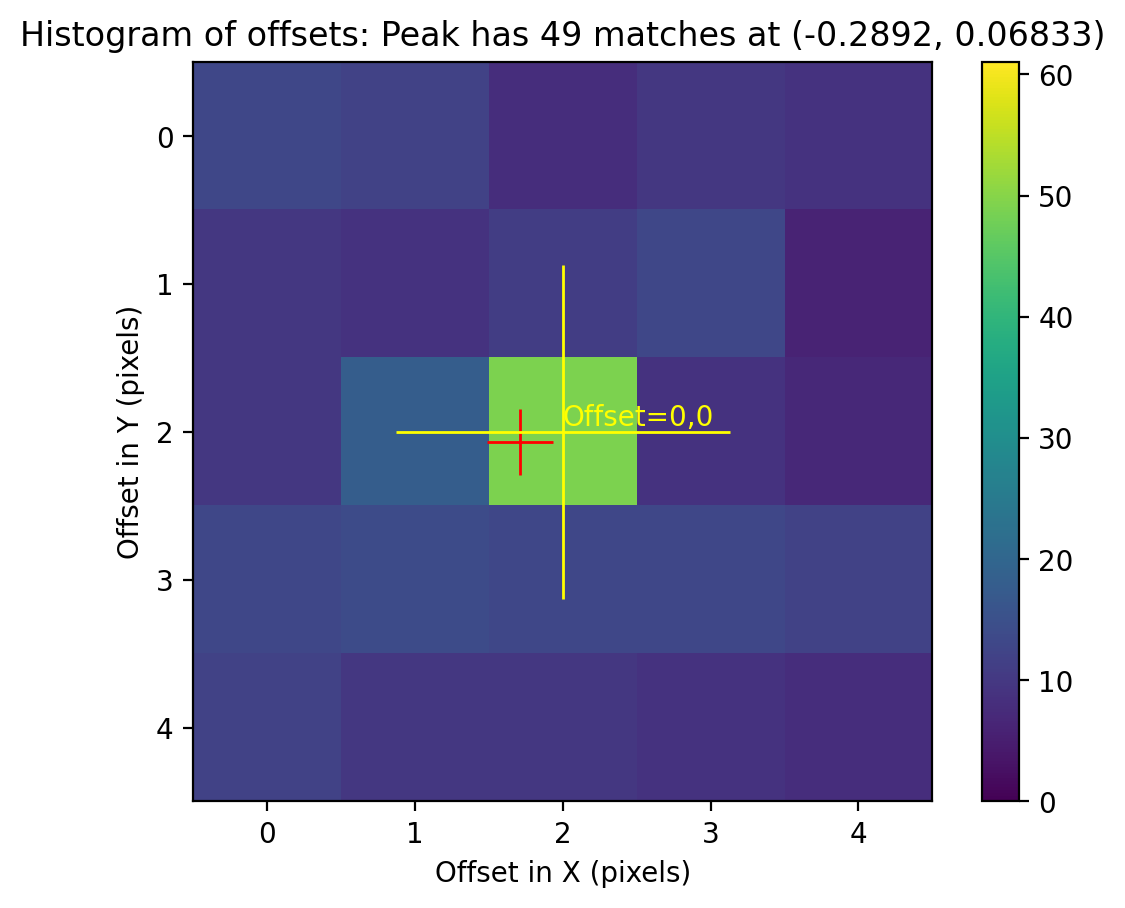 Histogram of offsets: Peak has 49 matches at (-0.2892, 0.06833)
60
50
40
30
20
10
0
0
1
2
3
4
Offset in Y (pixels)
Offset=0,0
0 1 2 3 4
Offset in X (pixels)